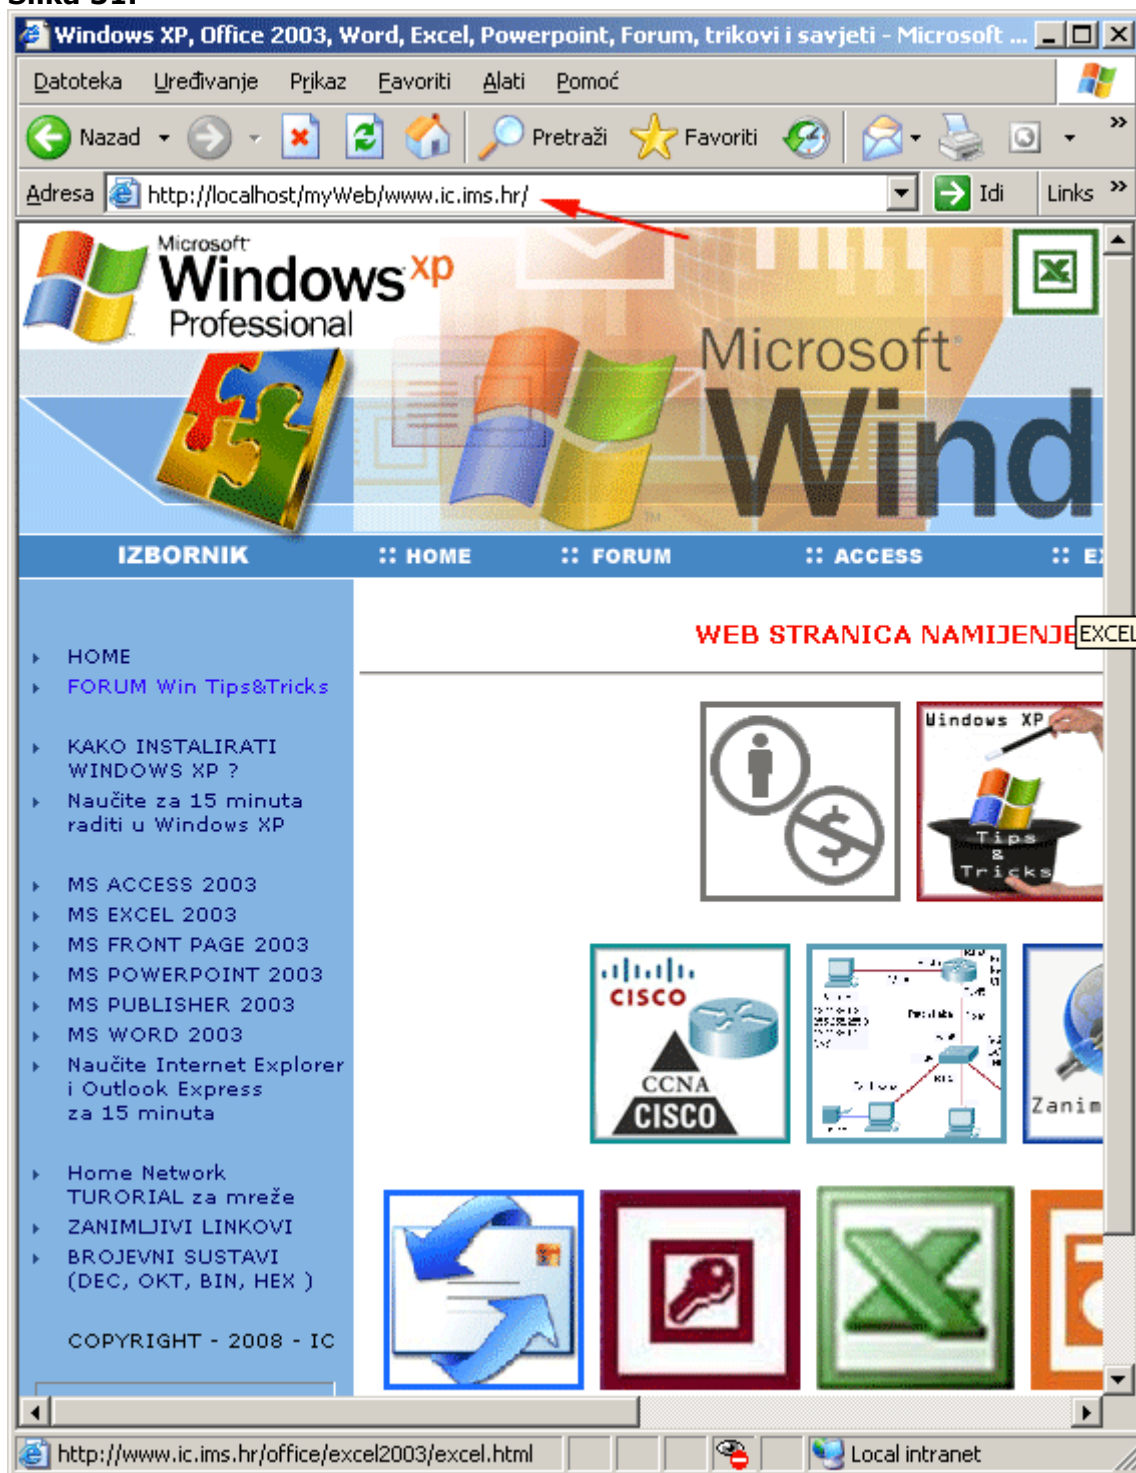 Windows XP, Office 2003, Word, Excel, Powerpoint, Forum, trikovi i savjeti - Microsoft ...
Datoteka Uređivanje Prikaz Favoriti Alati Pomoć
Nazad Pretraži Favoriti
Adresa http://localhost/myWeb/www.ic.ims.hr/ Idi Links
Microsoft
Windows xp
Professional
Microsoft
Wind
IZBORNIK :: HOME :: FORUM :: ACCESS
WEB STRANICA NAMIJENJE
EXCEL
HOME
FORUM Win Tips&Tricks
KAKO INSTALIRATI
WINDOWS XP ?
Naučite za 15 minuta
raditi u Windows XP
MS ACCESS 2003
MS EXCEL 2003
MS FRONT PAGE 2003
MS POWERPOINT 2003
MS PUBLISHER 2003
MS WORD 2003
Naučite Internet Explorer
i Outlook Express
za 15 minuta
Home Network
TURORIAL za mreže
ZANIMLJIVI LINKOVI
BROJEVNI SUSTAVI
(DEC, OKT, BIN, HEX )
COPYRIGHT - 2008 - IC
Windows XP
Tips
&
Tricks
CISCO
CCNA
CISCO
Zanim
http://www.ic.ims.hr/office/excel2003/excel.html Local intranet